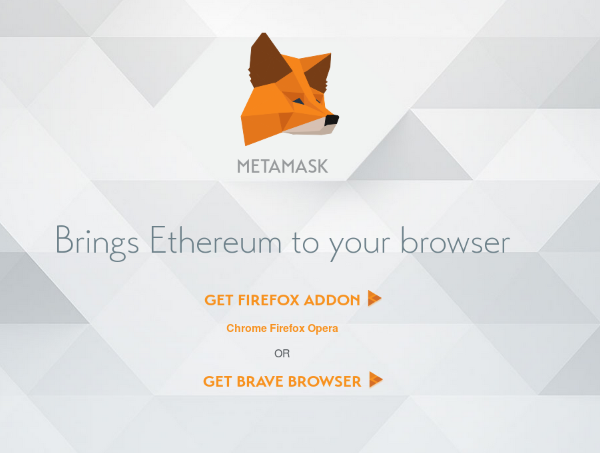 METAMASK
Brings Ethereum to your browser
GET FIREFOX ADDON
Chrome Firefox Opera
OR
GET BRAVE BROWSER